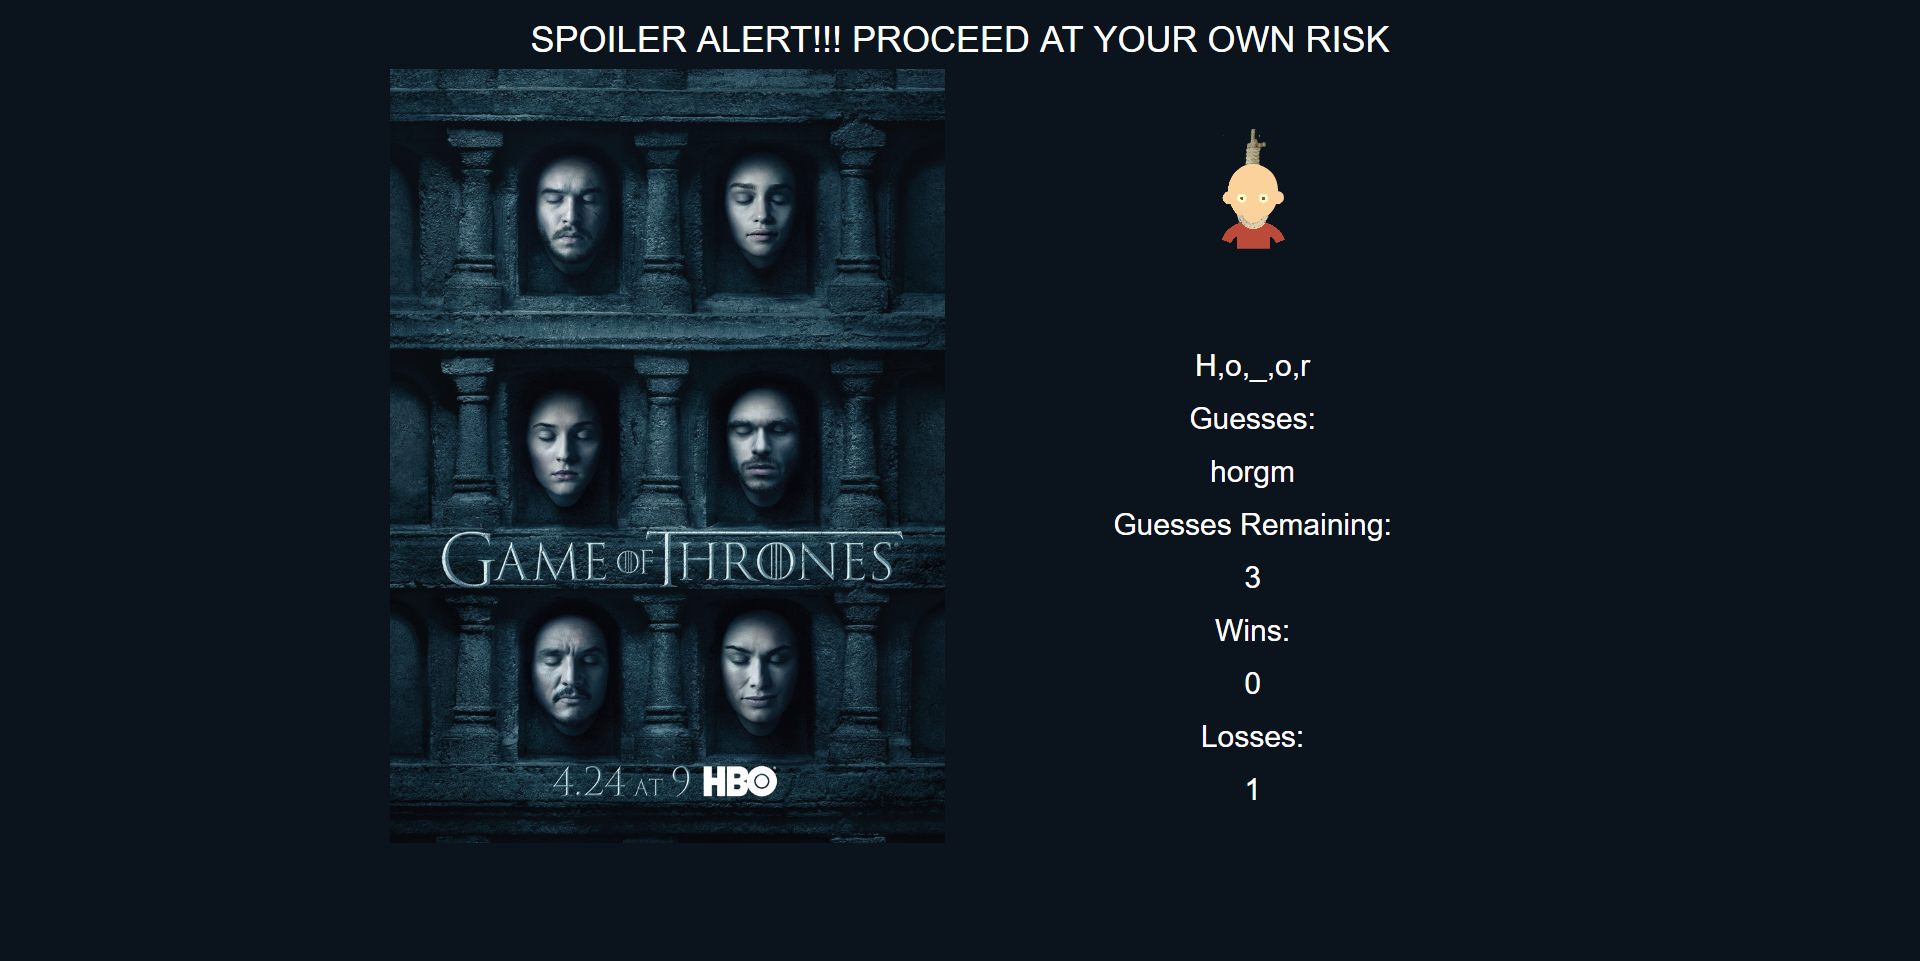 SPOILER ALERT!!! PROCEED AT YOUR OWN RISK
GAME OF THRONES
4.24 AT 9 HBO
H,o,_,o,r
Guesses:
horgm
Guesses Remaining:
3
Wins:
0
Losses:
1